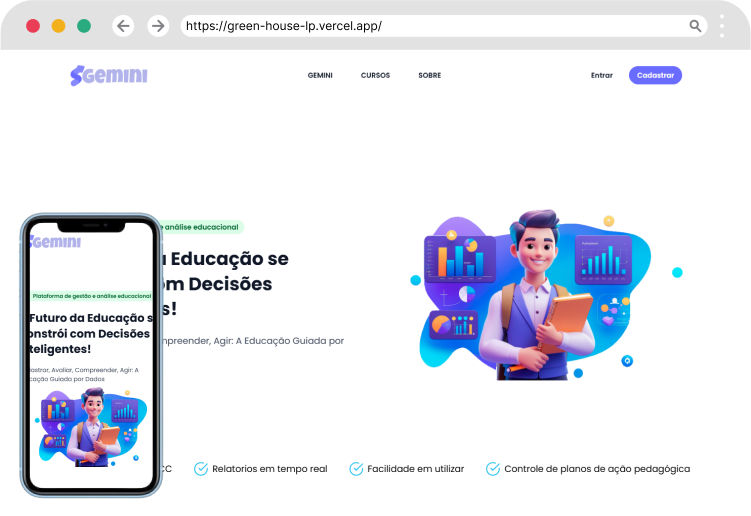 https://green-house-lp.vercel.app/
Gemini
GEMINI
CURSOS
SOBRE
Entrar
Cadastrar
e análise educacional
Educação se
om Decisões
s!
mpreender, Agir: A Educação Guiada por
Gemini
Plataforma de gestão e análise educacional
Futuro da Educação s
onstrói com Decisões
teligentes!
astrar, Avaliar, Compreender, Agir: A
cação Guiada por Dados
CC
Relatorios em tempo real
Facilidade em utilizar
Controle de planos de ação pedagógica